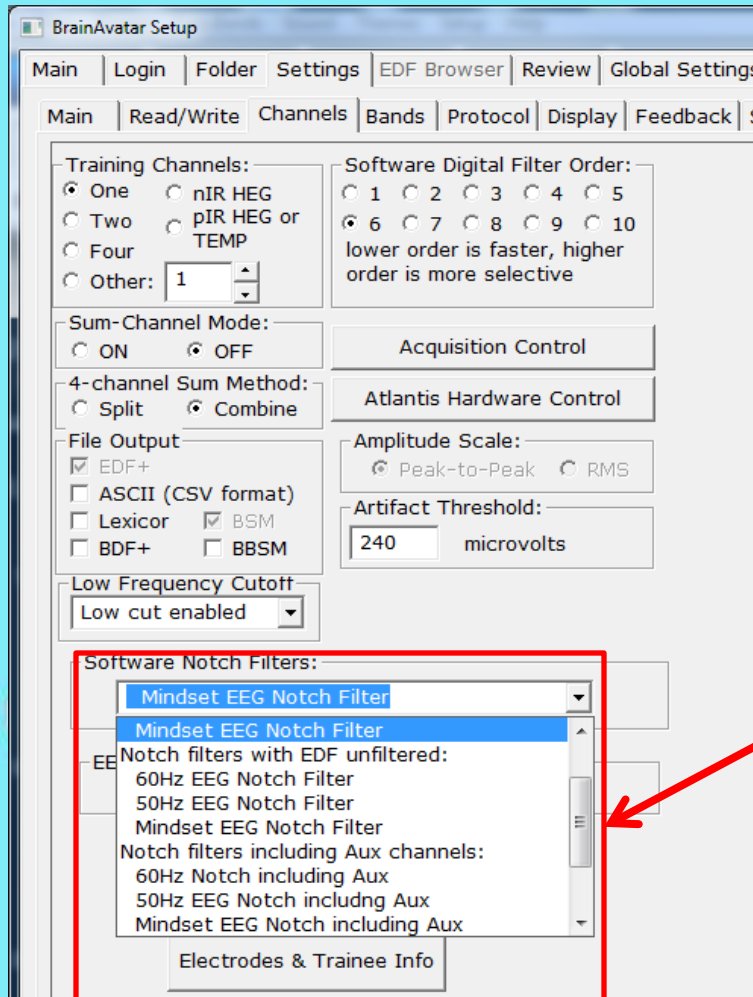 BrainAvatar Setup
Main Login Folder Settings EDF Browser Review Global Settings
Main Read/Write Channels Bands Protocol Display Feedback
Training Channels:
One nIR HEG
Two pIR HEG or TEMP
Four
Other: 1
Software Digital Filter Order:
1 2 3 4 5
6 7 8 9 10
lower order is faster, higher
order is more selective
Sum-Channel Mode:
ON OFF
Acquisition Control
4-channel Sum Method:
Split Combine
Atlantis Hardware Control
File Output
EDF+
ASCII (CSV format)
Lexicor BSM
BDF+ BBSM
Amplitude Scale:
Peak-to-Peak RMS
Artifact Threshold:
240 microvolts
Low Frequency Cutoff
Low cut enabled
Software Notch Filters:
Mindset EEG Notch Filter
Mindset EEG Notch Filter
Notch filters with EDF unfiltered:
60Hz EEG Notch Filter
50Hz EEG Notch Filter
Mindset EEG Notch Filter
Notch filters including Aux channels:
60Hz Notch including Aux
50Hz EEG Notch includng Aux
Mindset EEG Notch including Aux
EE
Electrodes & Trainee Info